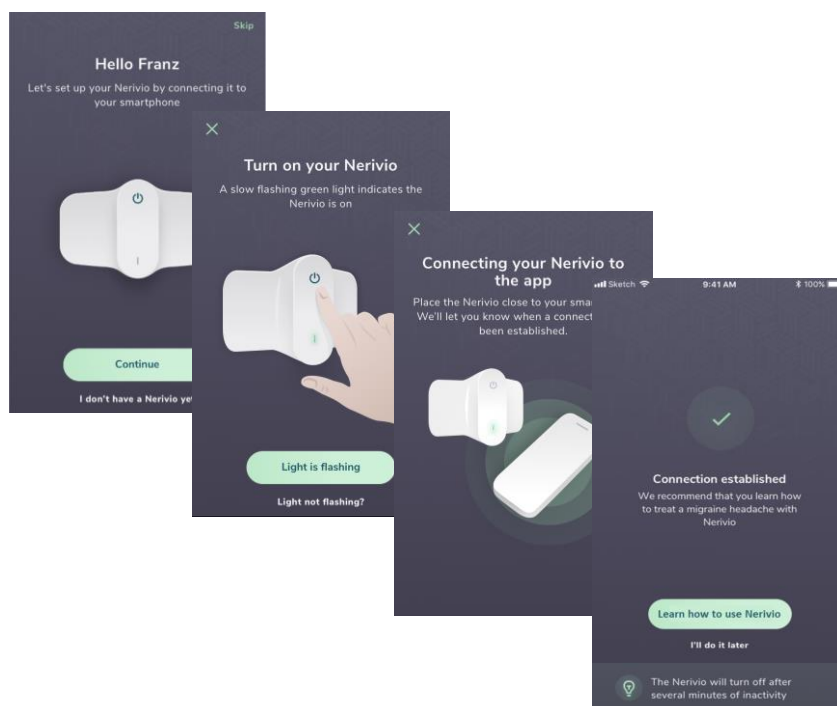 Skip
Hello Franz
Let's set up your Nerivio by connecting it to
your smartphone
Continue
I don't have a Nerivio
Turn on your Nerivio
A slow flashing green light indicates the
Nerivio is on
Light is flashing
Light not flashing?
Connecting your Nerivio to
the app
Place the Nerivio close to your
We'll let you know when a
been established.
Sketch 9:41 AM 100%
Connection established
We recommend that you learn how
to treat a migraine headache with
Nerivio
Learn how to use Nerivio
I'll do it later
The Nerivio will turn off after
several minutes of inactivity